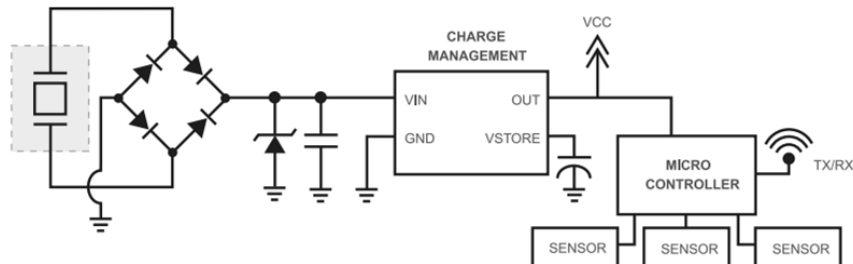 VCC
CHARGE
MANAGEMENT
VIN
OUT
GND
VSTORE
MICRO
CONTROLLER
TX/RX
SENSOR
SENSOR
SENSOR